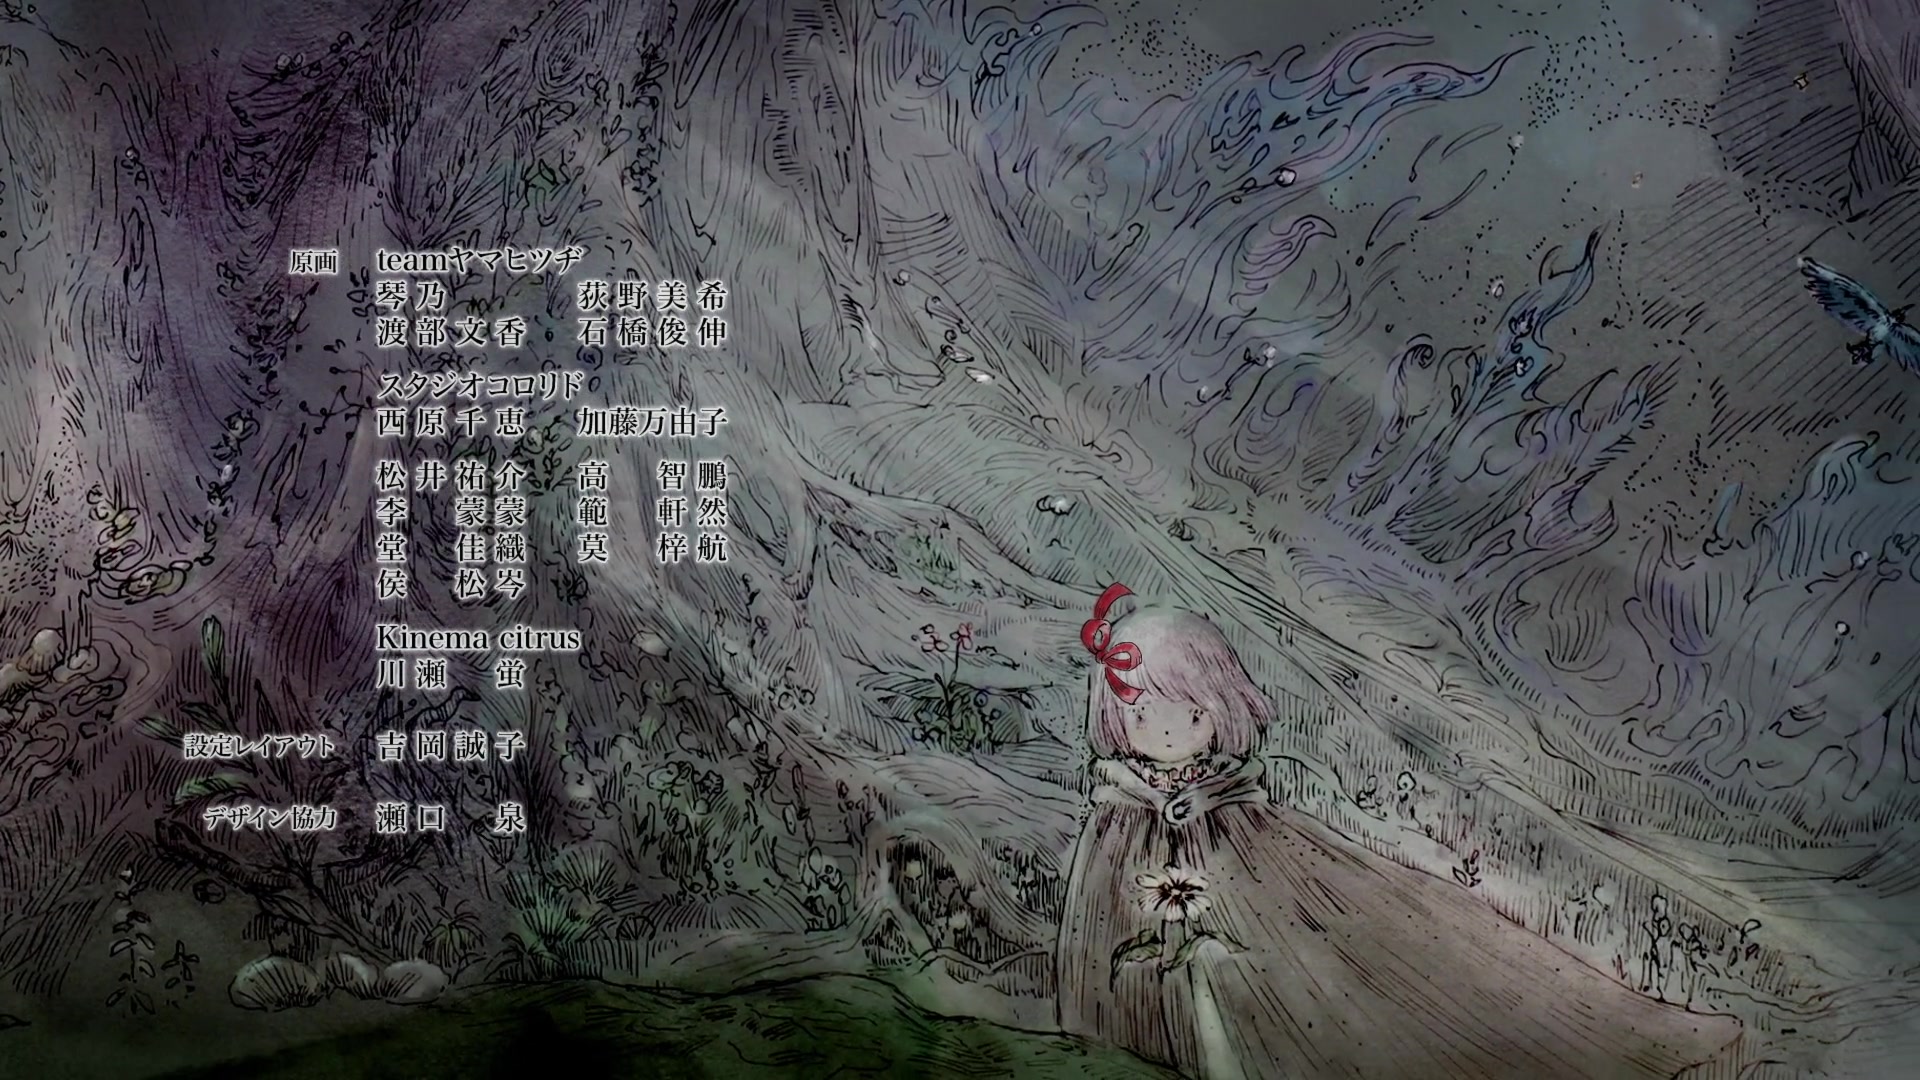 原画 teamヤマヒツヂ
琴乃 荻野美希
渡部文香 石橋俊伸
スタジオコロリド
西原千恵 加藤万由子
松井祐介 高智鵬
李蒙蒙 範軒然
堂佳織 莫梓航
侯松岑
Kinema citrus
川瀬蛍
設定レイアウト 吉岡誠子
デザイン協力 瀬口泉